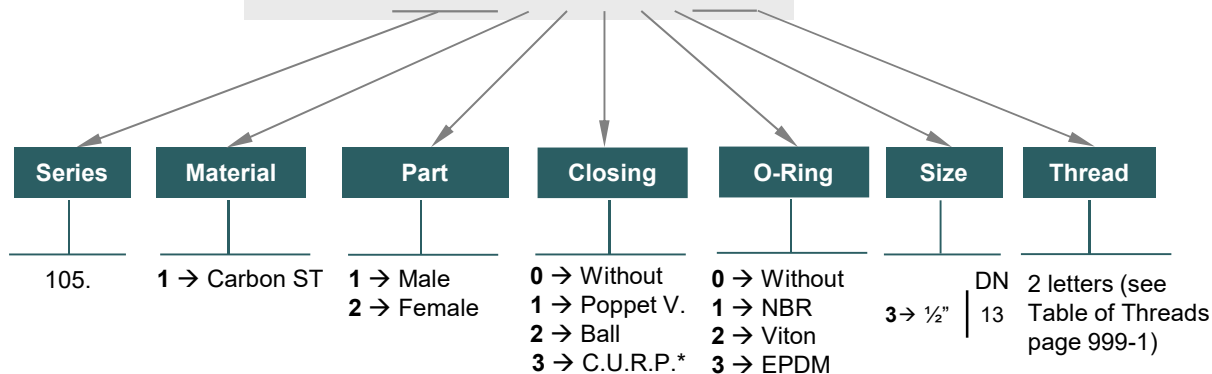 Series
Material
Part
Closing
O-Ring
Size
Thread
105.
1 → Carbon ST
1 → Male
2 → Female
0 → Without
1 → Poppet V.
2 → Ball
3 → C.U.R.P.*
0 → Without
1 → NBR
2 → Viton
3 → EPDM
DN
3→ ½” 13
2 letters (see
Table of Threads
page 999-1)